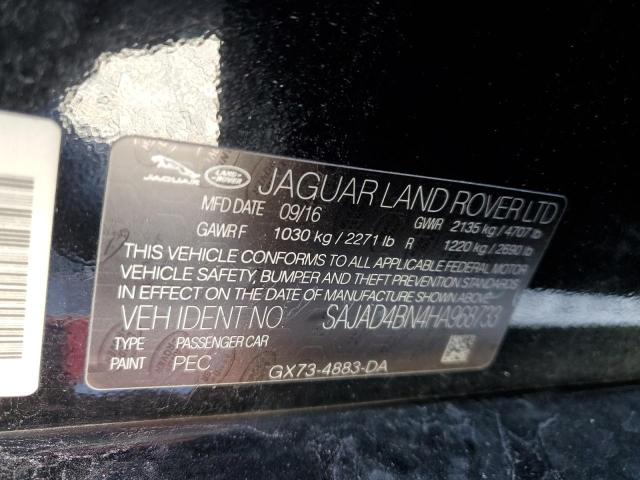 JAGUAR LAND-ROVER JAGUAR LAND ROVER LTD
MFD DATE 09/16 GVWR 2135 kg / 4707 lb
GAWR F 1030 kg / 2271 lb R 1220 kg / 2690 lb
THIS VEHICLE CONFORMS TO ALL APPLICABLE FEDERAL MOTOR
VEHICLE SAFETY, BUMPER AND THEFT PREVENTION STANDARDS
IN EFFECT ON THE DATE OF MANUFACTURE SHOWN ABOVE.
VEH IDENT NO: SAJAD4BN4HA968733
TYPE: PASSENGER CAR
PAINT: PEC
GX73-4883-DA